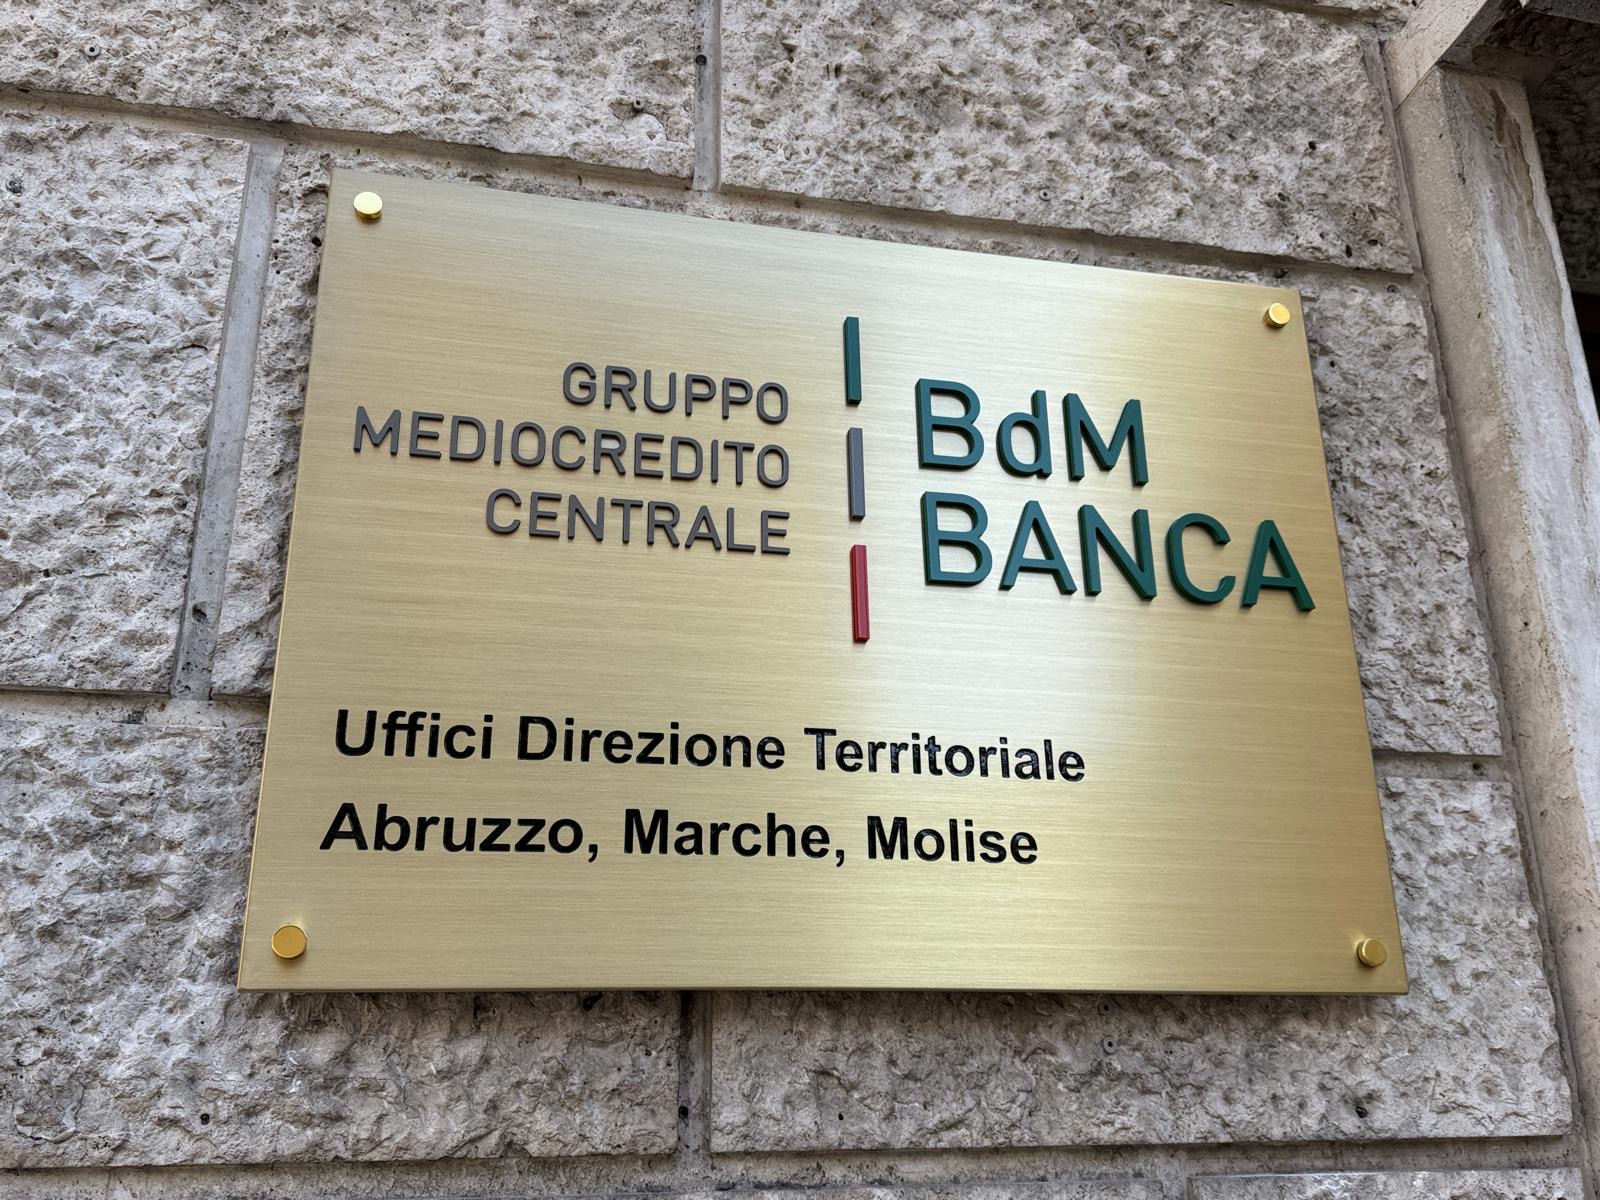 GRUPPO
MEDIOCREDITO
CENTRALE
BdM
BANCA
Uffici Direzione Territoriale
Abruzzo, Marche, Molise